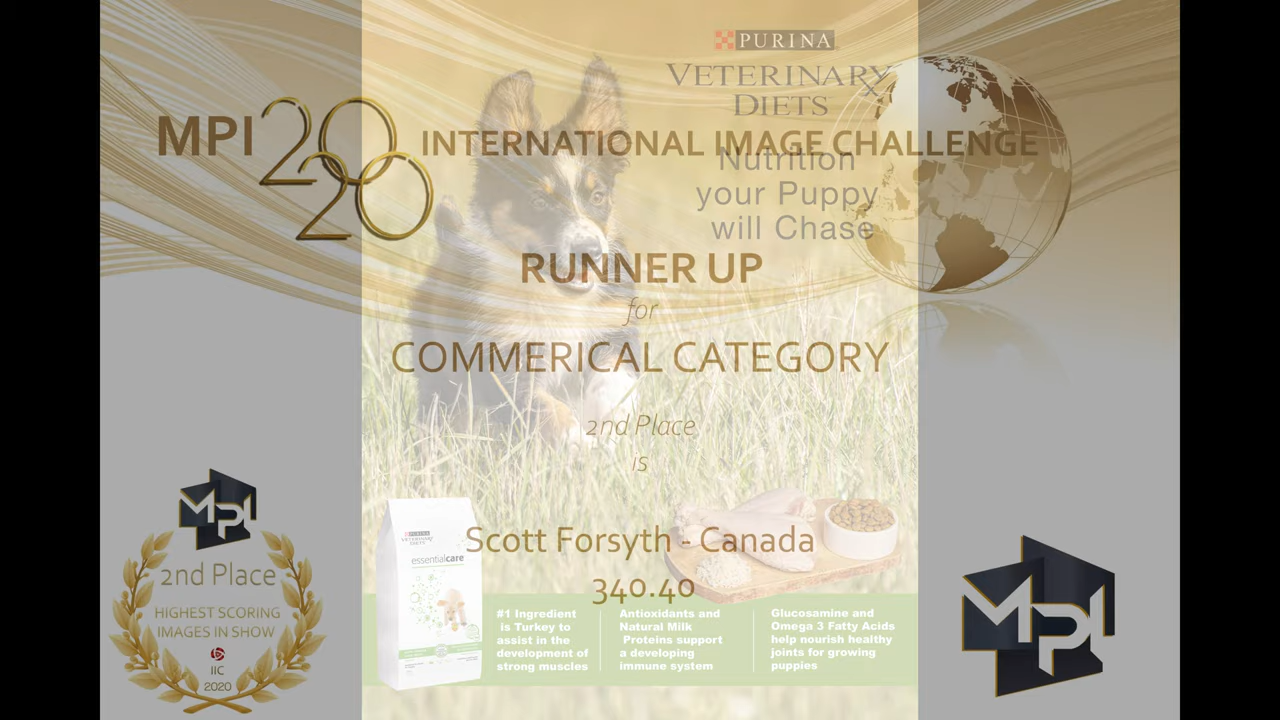 PURINA
VETERINARY
DIETS
MPI 2020 INTERNATIONAL IMAGE CHALLENGE
Nutrition
your Puppy
will Chase
RUNNER UP
for
COMMERICAL CATEGORY
2nd Place
is
Scott Forsyth - Canada
340.40
MPI
2nd Place
HIGHEST SCORING
IMAGES IN SHOW
IIC
2020
PURINA
VETERINARY
DIETS
essentialcare
#1 Ingredient
is Turkey to
assist in the
development of
strong muscles
Antioxidants and
Natural Milk
Proteins support
a developing
immune system
Glucosamine and
Omega 3 Fatty Acids
help nourish healthy
joints for growing
puppies
MPI